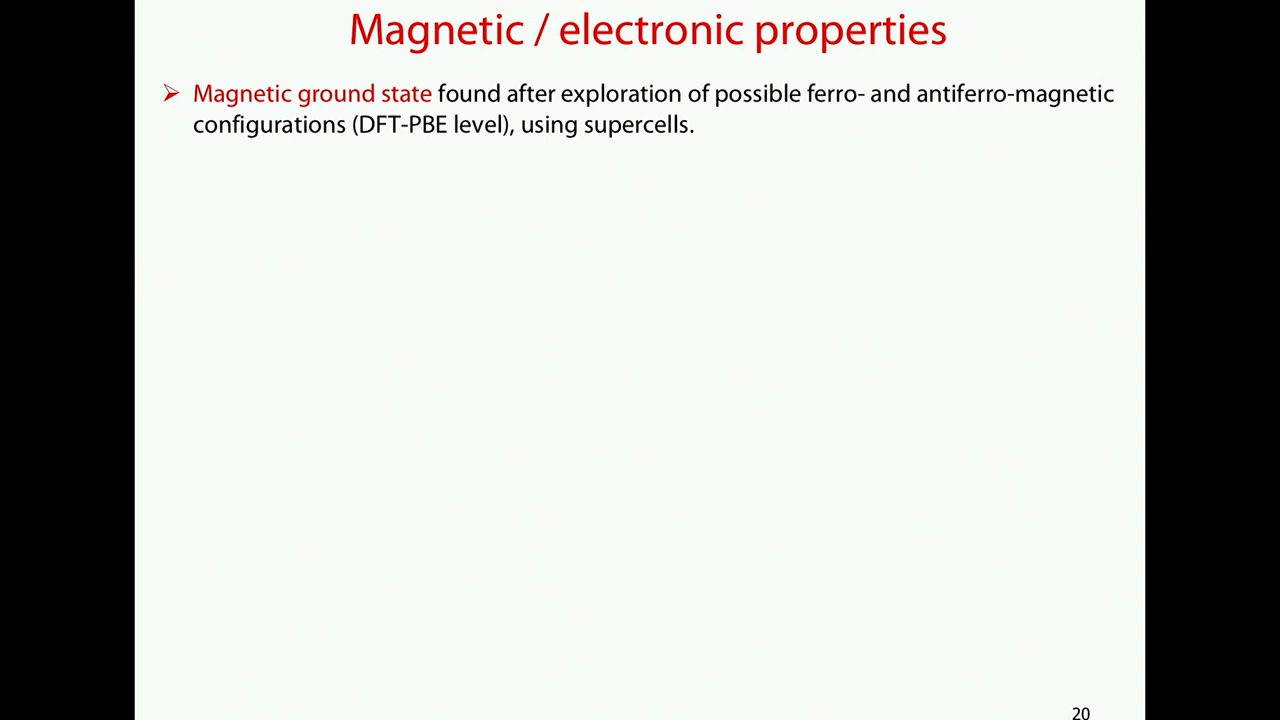 Magnetic / electronic properties
➢ Magnetic ground state found after exploration of possible ferro- and antiferro-magnetic
configurations (DFT-PBE level), using supercells.
20